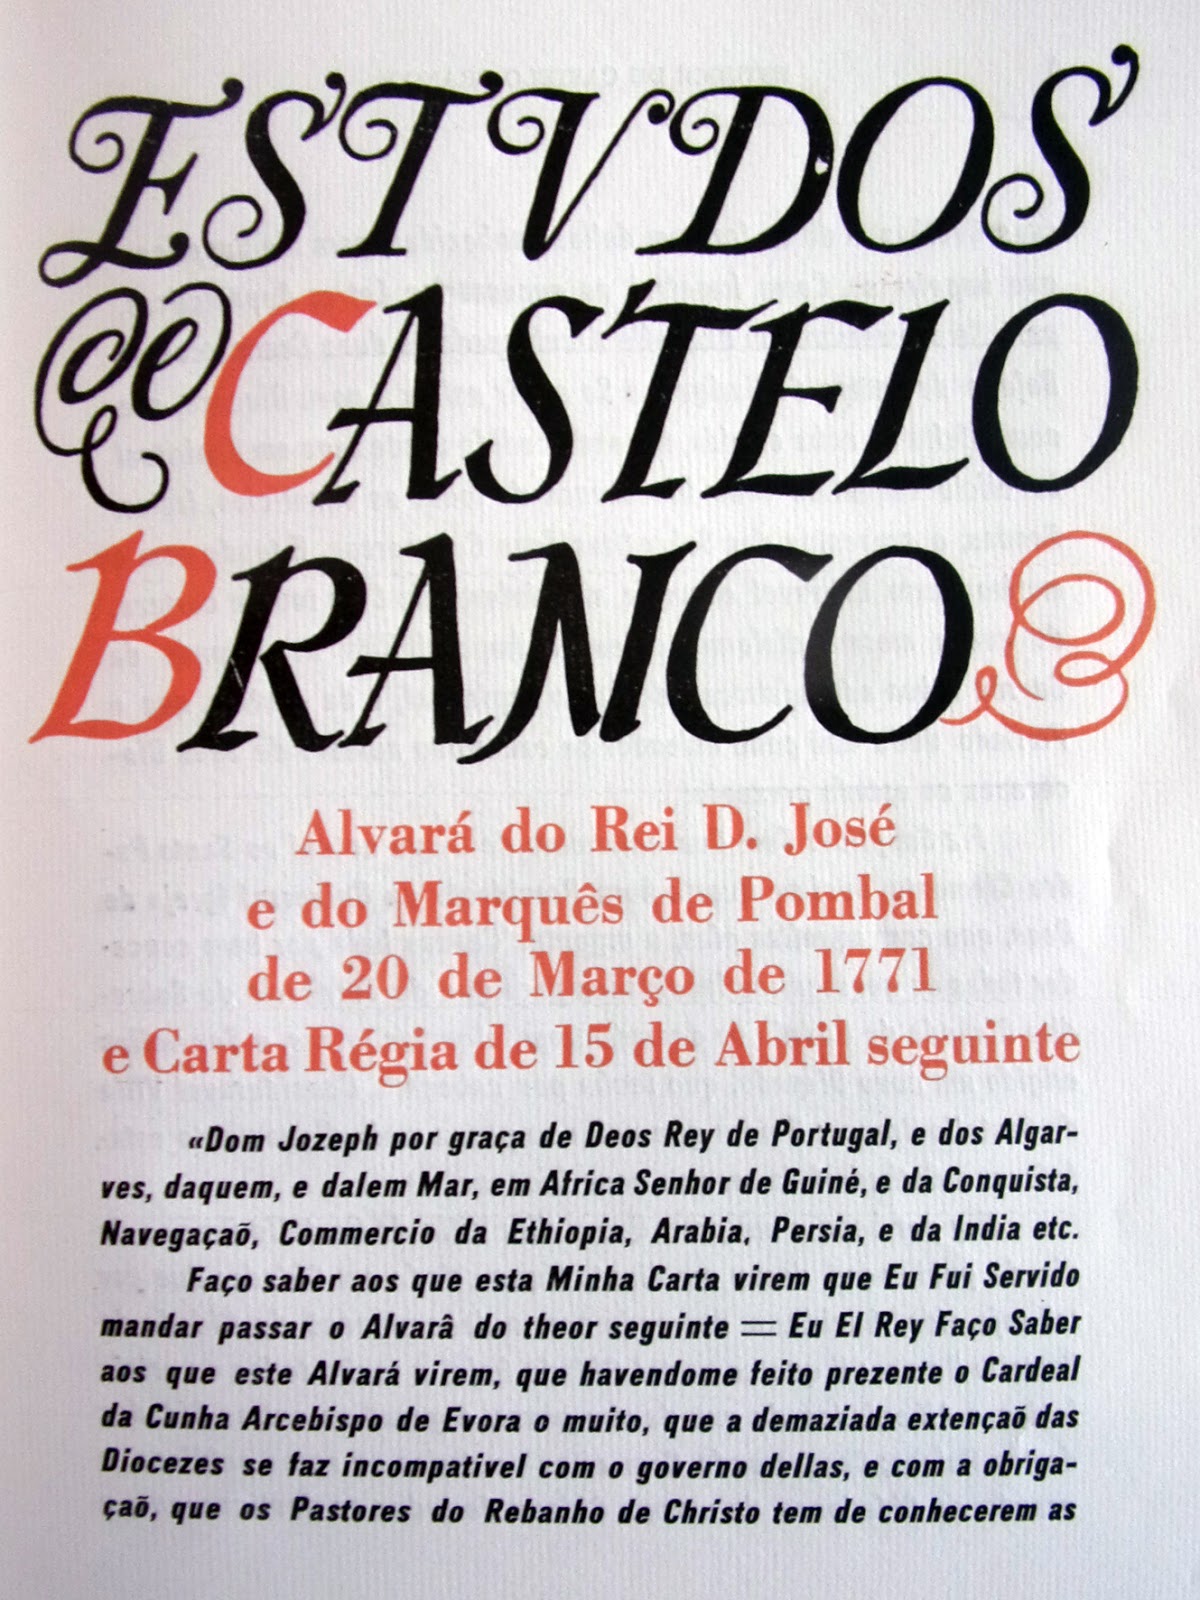 ESTVDOS
de CASTELO
BRANCO
Alvará do Rei D. José
e do Marquês de Pombal
de 20 de Março de 1771
e Carta Régia de 15 de Abril seguinte
«Dom Jozeph por graça de Deos Rey de Portugal, e dos Algar-
ves, daquem, e dalem Mar, em Africa Senhor de Guiné, e da Conquista,
Navegaçaõ, Commercio da Ethiopia, Arabia, Persia, e da India etc.
Faço saber aos que esta Minha Carta virem que Eu Fui Servido
mandar passar o Alvarâ do theor seguinte = Eu El Rey Faço Saber
aos que este Alvará virem, que havendome feito prezente o Cardeal
da Cunha Arcebispo de Evora o muito, que a demaziada extençaõ das
Diocezes se faz incompativel com o governo dellas, e com a obriga-
çaõ, que os Pastores do Rebanho de Christo tem de conhecerem as